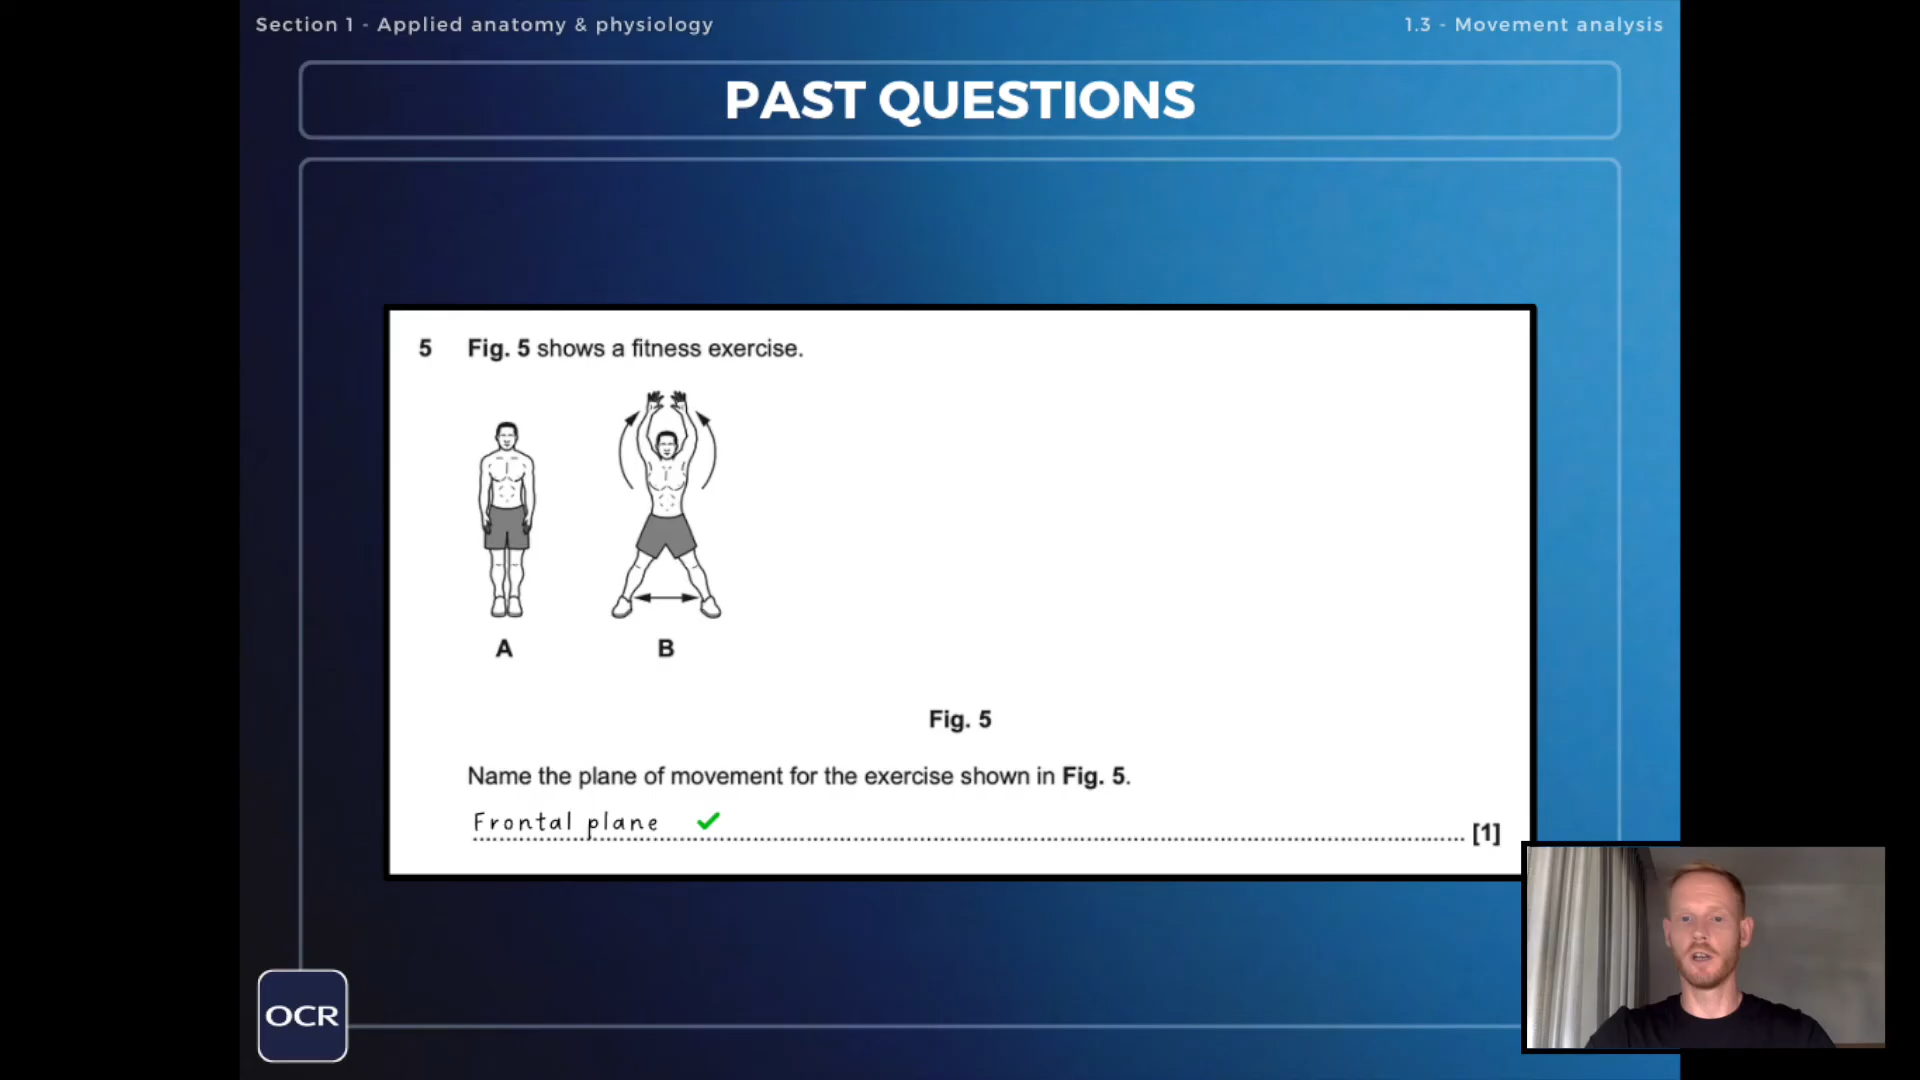 Section 1 - Applied anatomy & physiology
1.3 - Movement analysis
PAST QUESTIONS
5 Fig. 5 shows a fitness exercise.
A B
Fig. 5
Name the plane of movement for the exercise shown in Fig. 5.
Frontal plane ✓ [1]
OCR